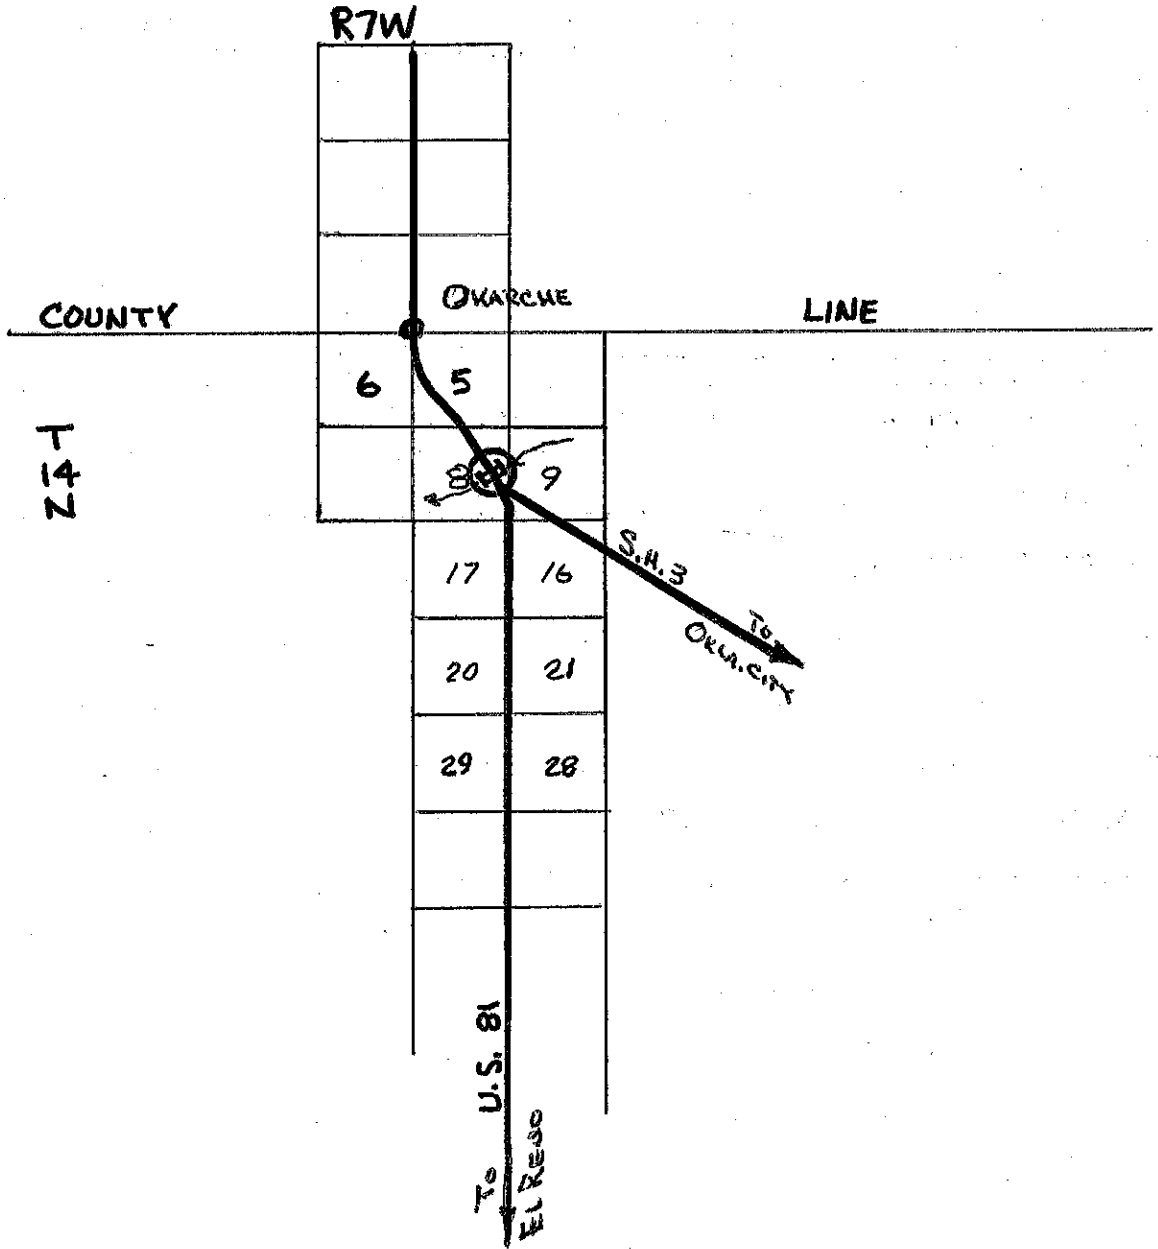 R7W
OKARCHE
COUNTY
LINE
6
5
T
14
N
8
9
S.H.3
17
16
To
OKLA.CITY
20
21
29
28
U.S. 81
To
EL RENO